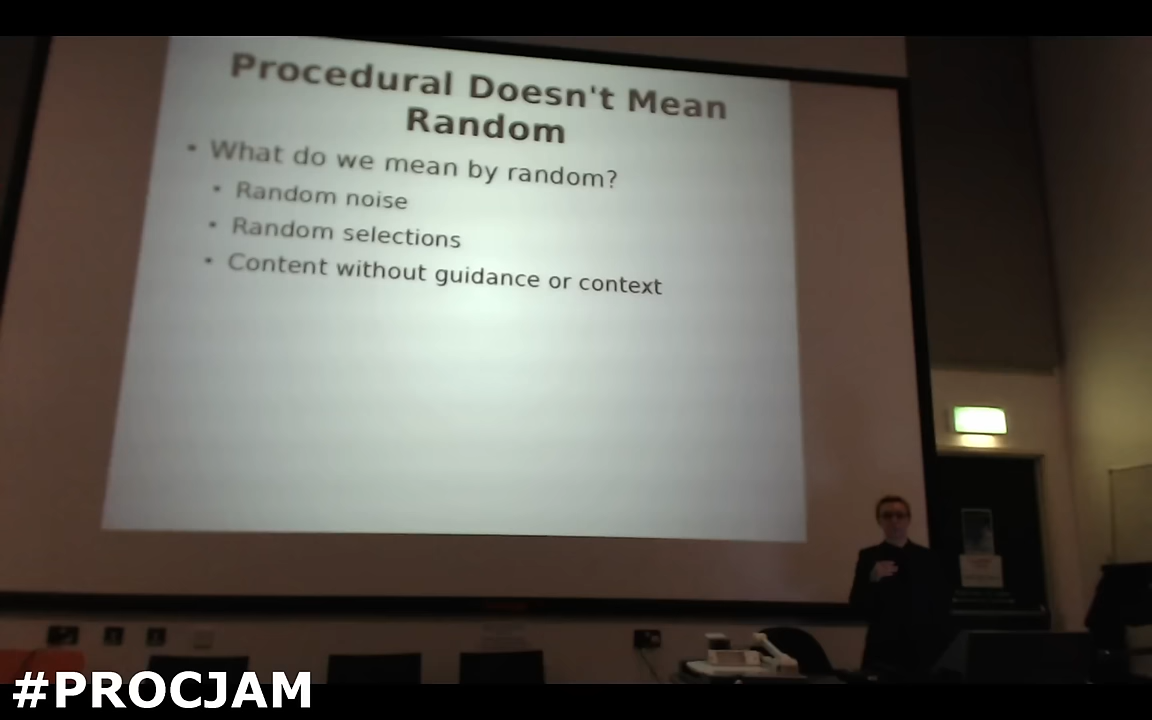 Procedural Doesn't Mean
Random
• What do we mean by random?
• Random noise
• Random selections
• Content without guidance or context
#PROCJAM